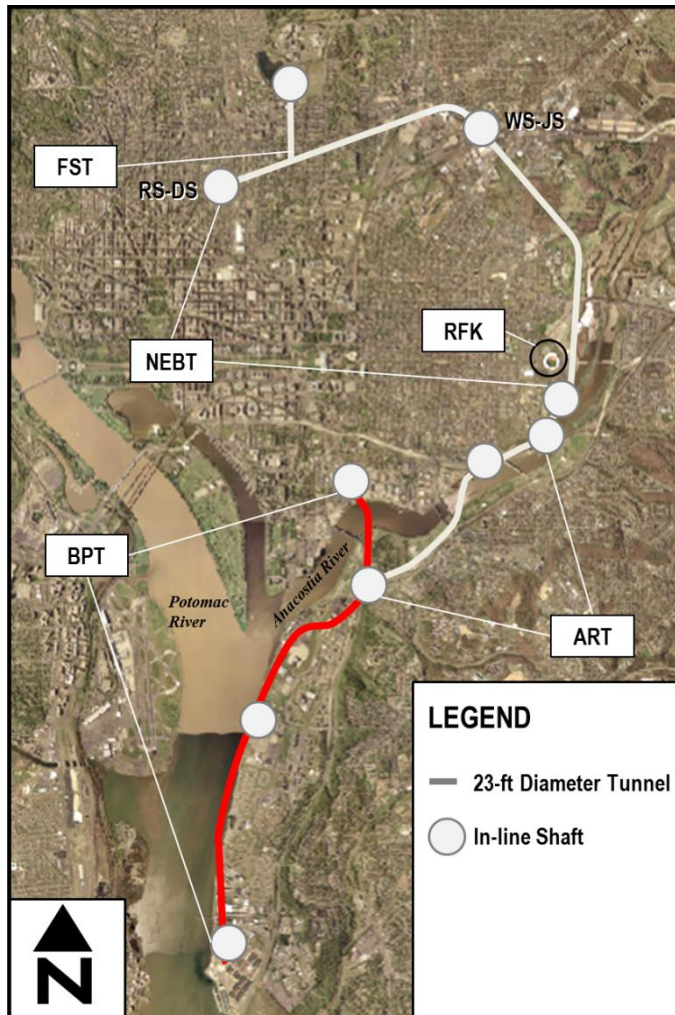 WS-JS
FST
RS-DS
RFK
NEBT
BPT
Anacostia River
Potomac
River
ART
LEGEND
23-ft Diameter Tunnel
In-line Shaft
N